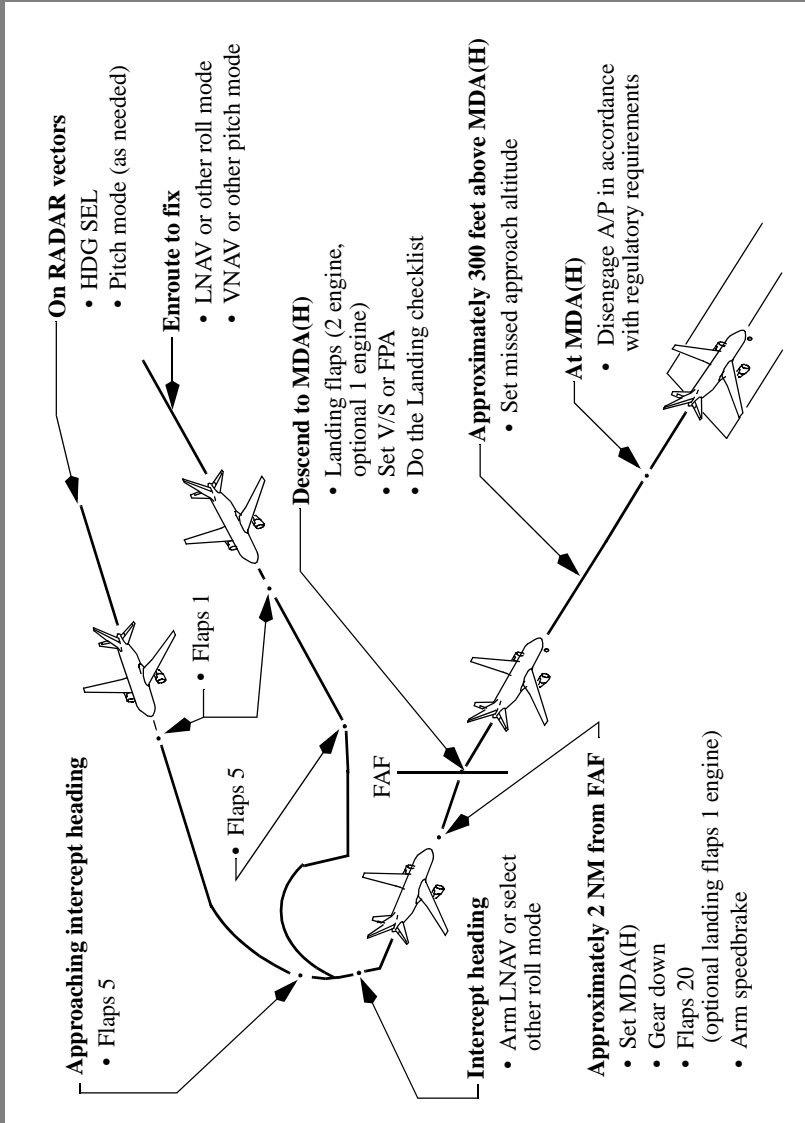 On RADAR vectors
• HDG SEL
• Pitch mode (as needed)
Enroute to fix
• LNAV or other roll mode
• VNAV or other pitch mode
• Flaps 1
Approaching intercept heading
• Flaps 5
• Flaps 5
Intercept heading
• Arm LNAV or select
other roll mode
Approximately 2 NM from FAF
• Set MDA(H)
• Gear down
• Flaps 20
(optional landing flaps 1 engine)
• Arm speedbrake
FAF
Descend to MDA(H)
• Landing flaps (2 engine,
optional 1 engine)
• Set V/S or FPA
• Do the Landing checklist
Approximately 300 feet above MDA(H)
• Set missed approach altitude
At MDA(H)
• Disengage A/P in accordance
with regulatory requirements